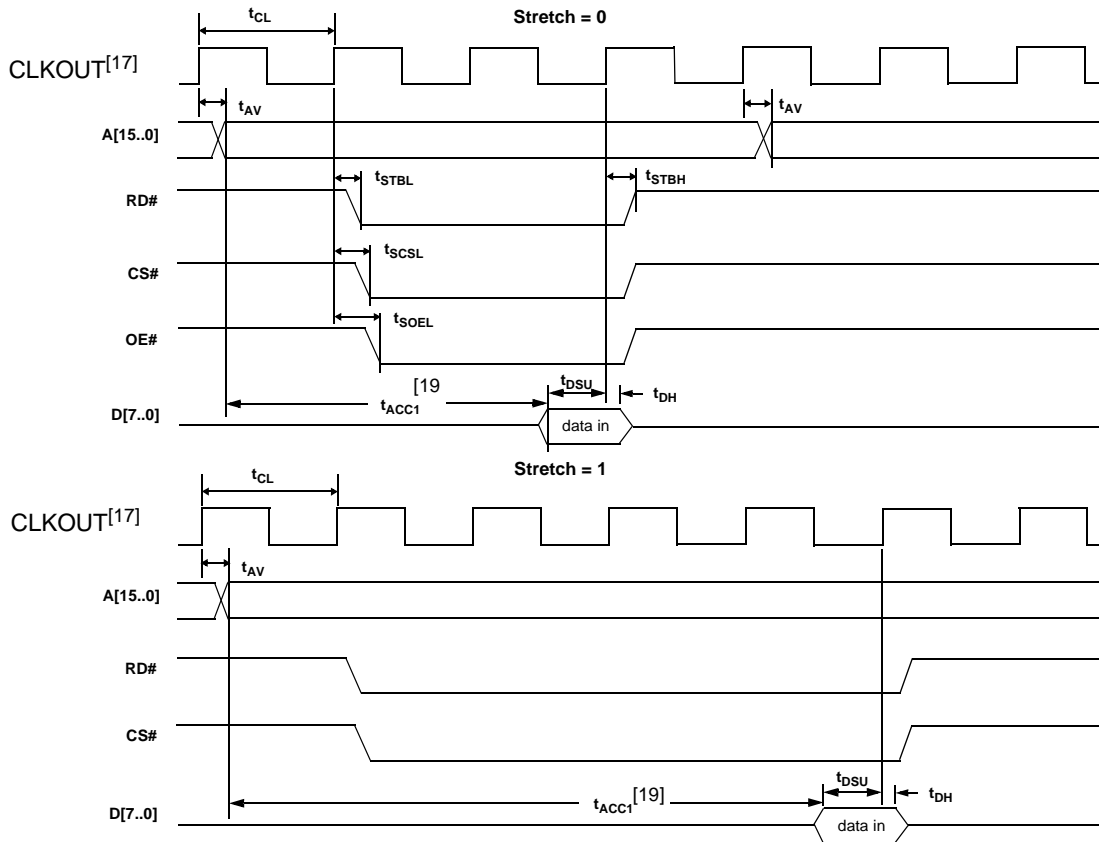 Stretch = 0
tCL
CLKOUT[17]
tAV
tAV
A[15..0]
tSTBL
tSTBH
RD#
tSCSL
CS#
tSOEL
OE#
[19
tDSU
tACC1
tDH
D[7..0]
data in
Stretch = 1
tCL
CLKOUT[17]
tAV
A[15..0]
RD#
CS#
tDSU
tACC1[19]
tDH
D[7..0]
data in